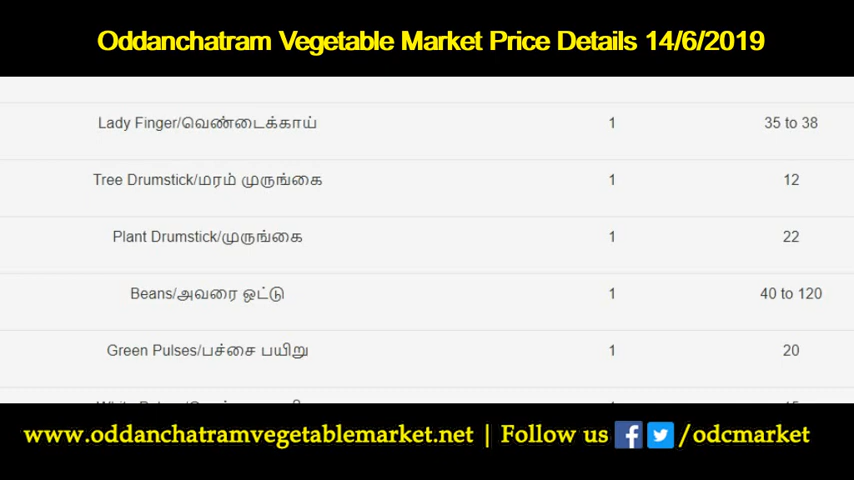 Oddanchatram Vegetable Market Price Details 14/6/2019
Lady Finger/வெண்டைக்காய் 1 35 to 38
Tree Drumstick/மரம் முருங்கை 1 12
Plant Drumstick/முருங்கை 1 22
Beans/அவரை ஒட்டு 1 40 to 120
Green Pulses/பச்சை பயிறு 1 20
www.oddanchatramvegetablemarket.net | Follow us /odcmarket